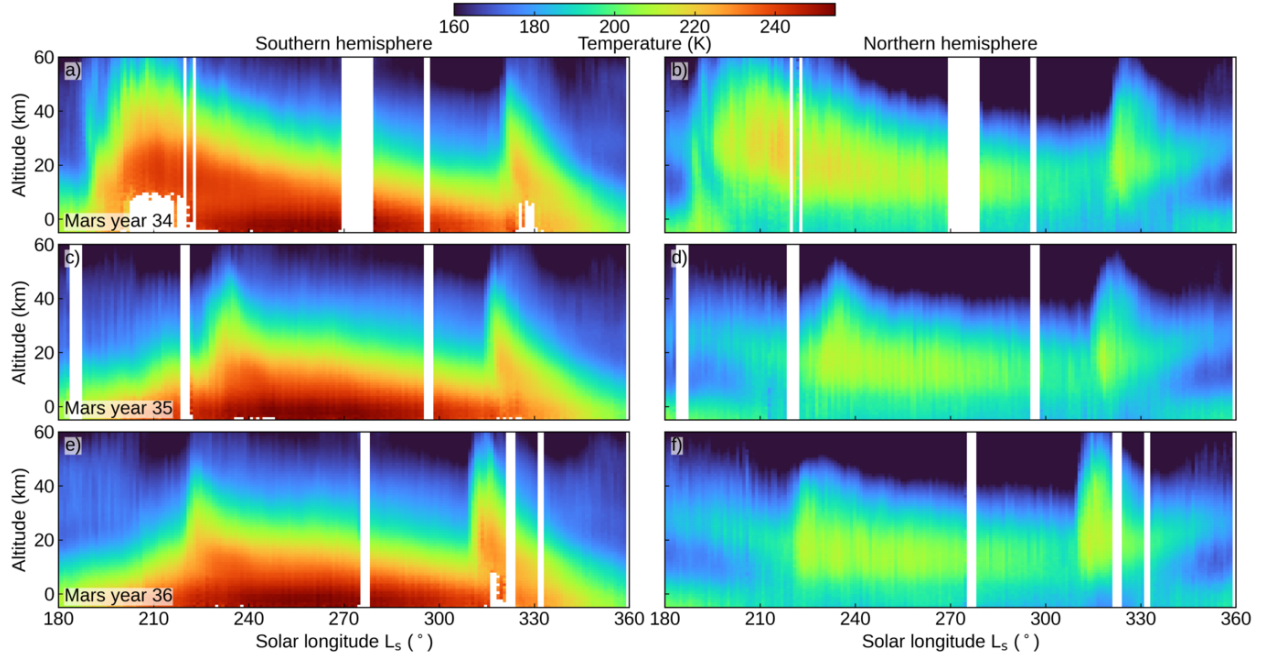 160 180 200 220 240
Southern hemisphere Temperature (K) Northern hemisphere
60 a) b)
Altitude (km)
40
20
0
Mars year 34
60 c) d)
Altitude (km)
40
20
0
Mars year 35
60 e) f)
Altitude (km)
40
20
0
Mars year 36
180 210 240 270 300 330 360 180 210 240 270 300 330 360
Solar longitude Ls (°) Solar longitude Ls (°)